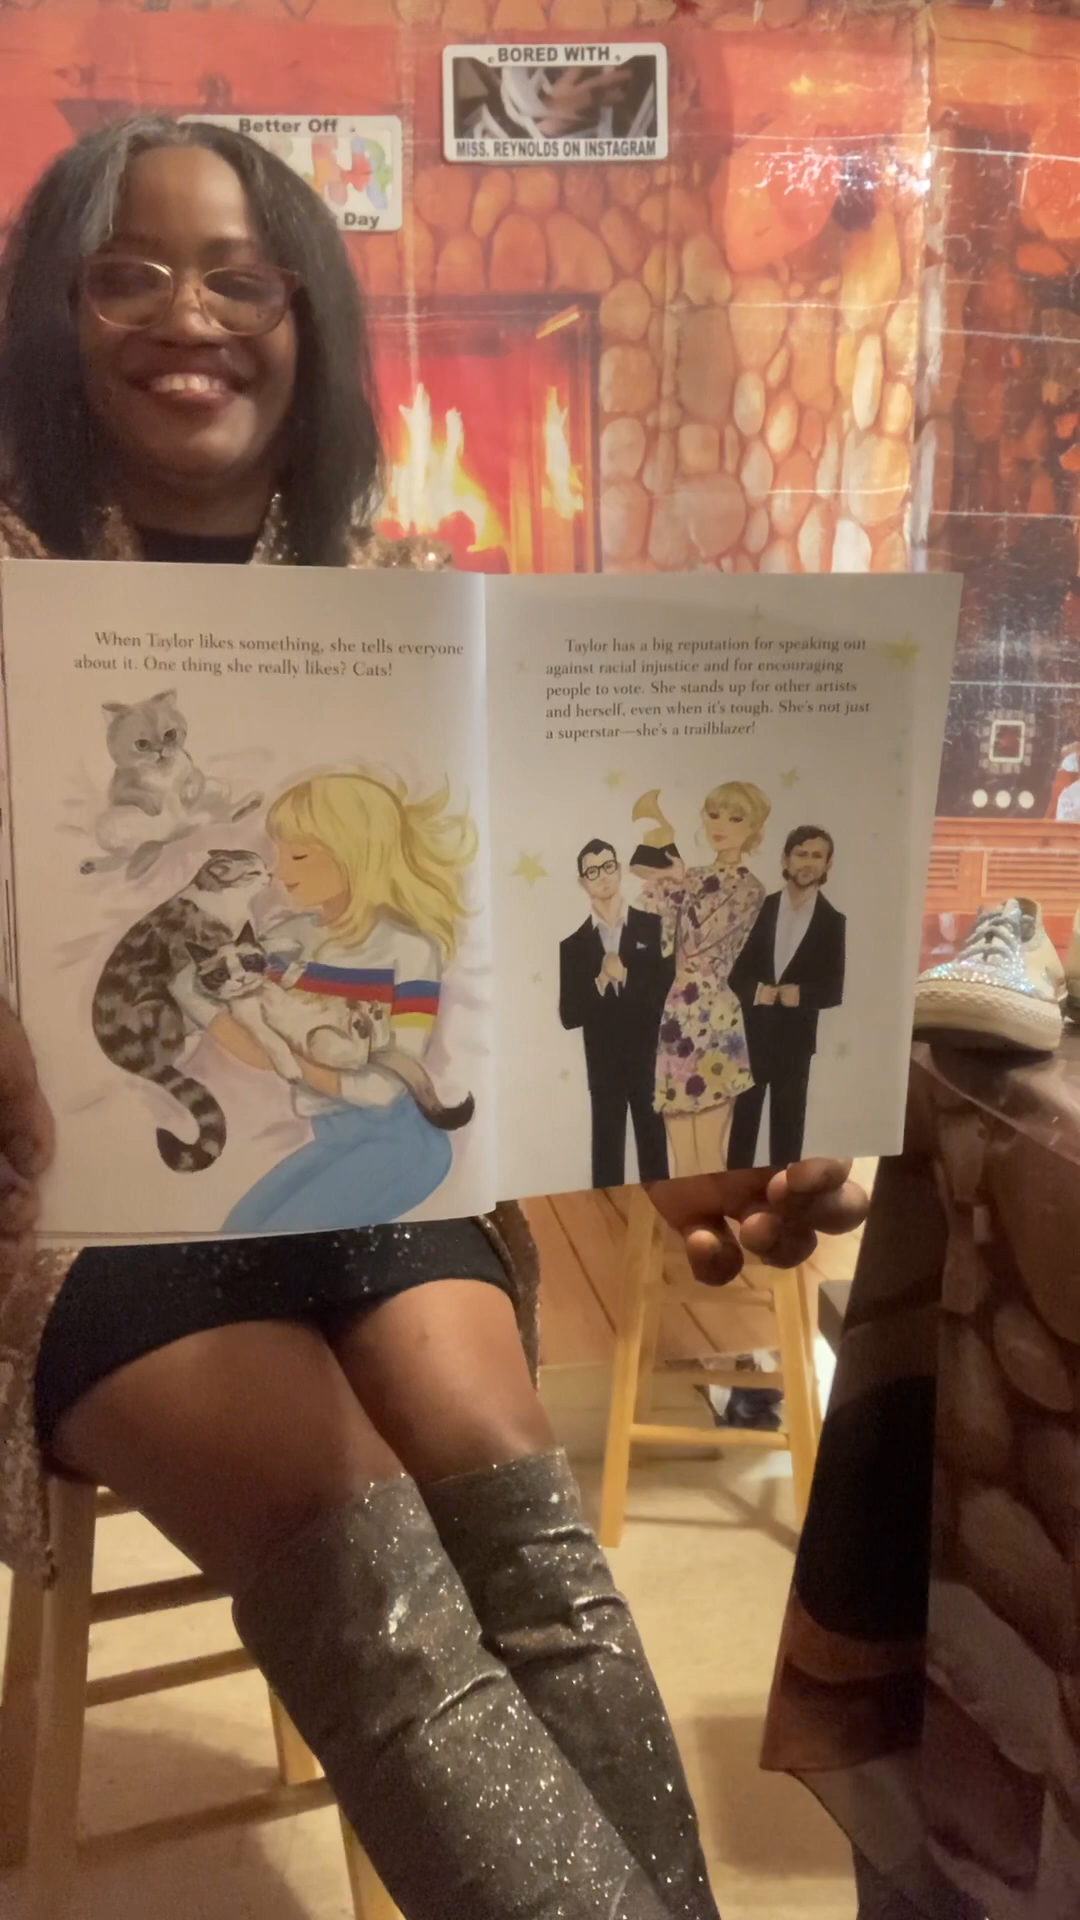 BORED WITH
MISS. REYNOLDS ON INSTAGRAM
Better Off
Day
When Taylor likes something, she tells everyone
about it. One thing she really likes? Cats!
Taylor has a big reputation for speaking out
against racial injustice and for encouraging
people to vote. She stands up for other artists
and herself, even when it's tough. She's not just
a superstar—she's a trailblazer!